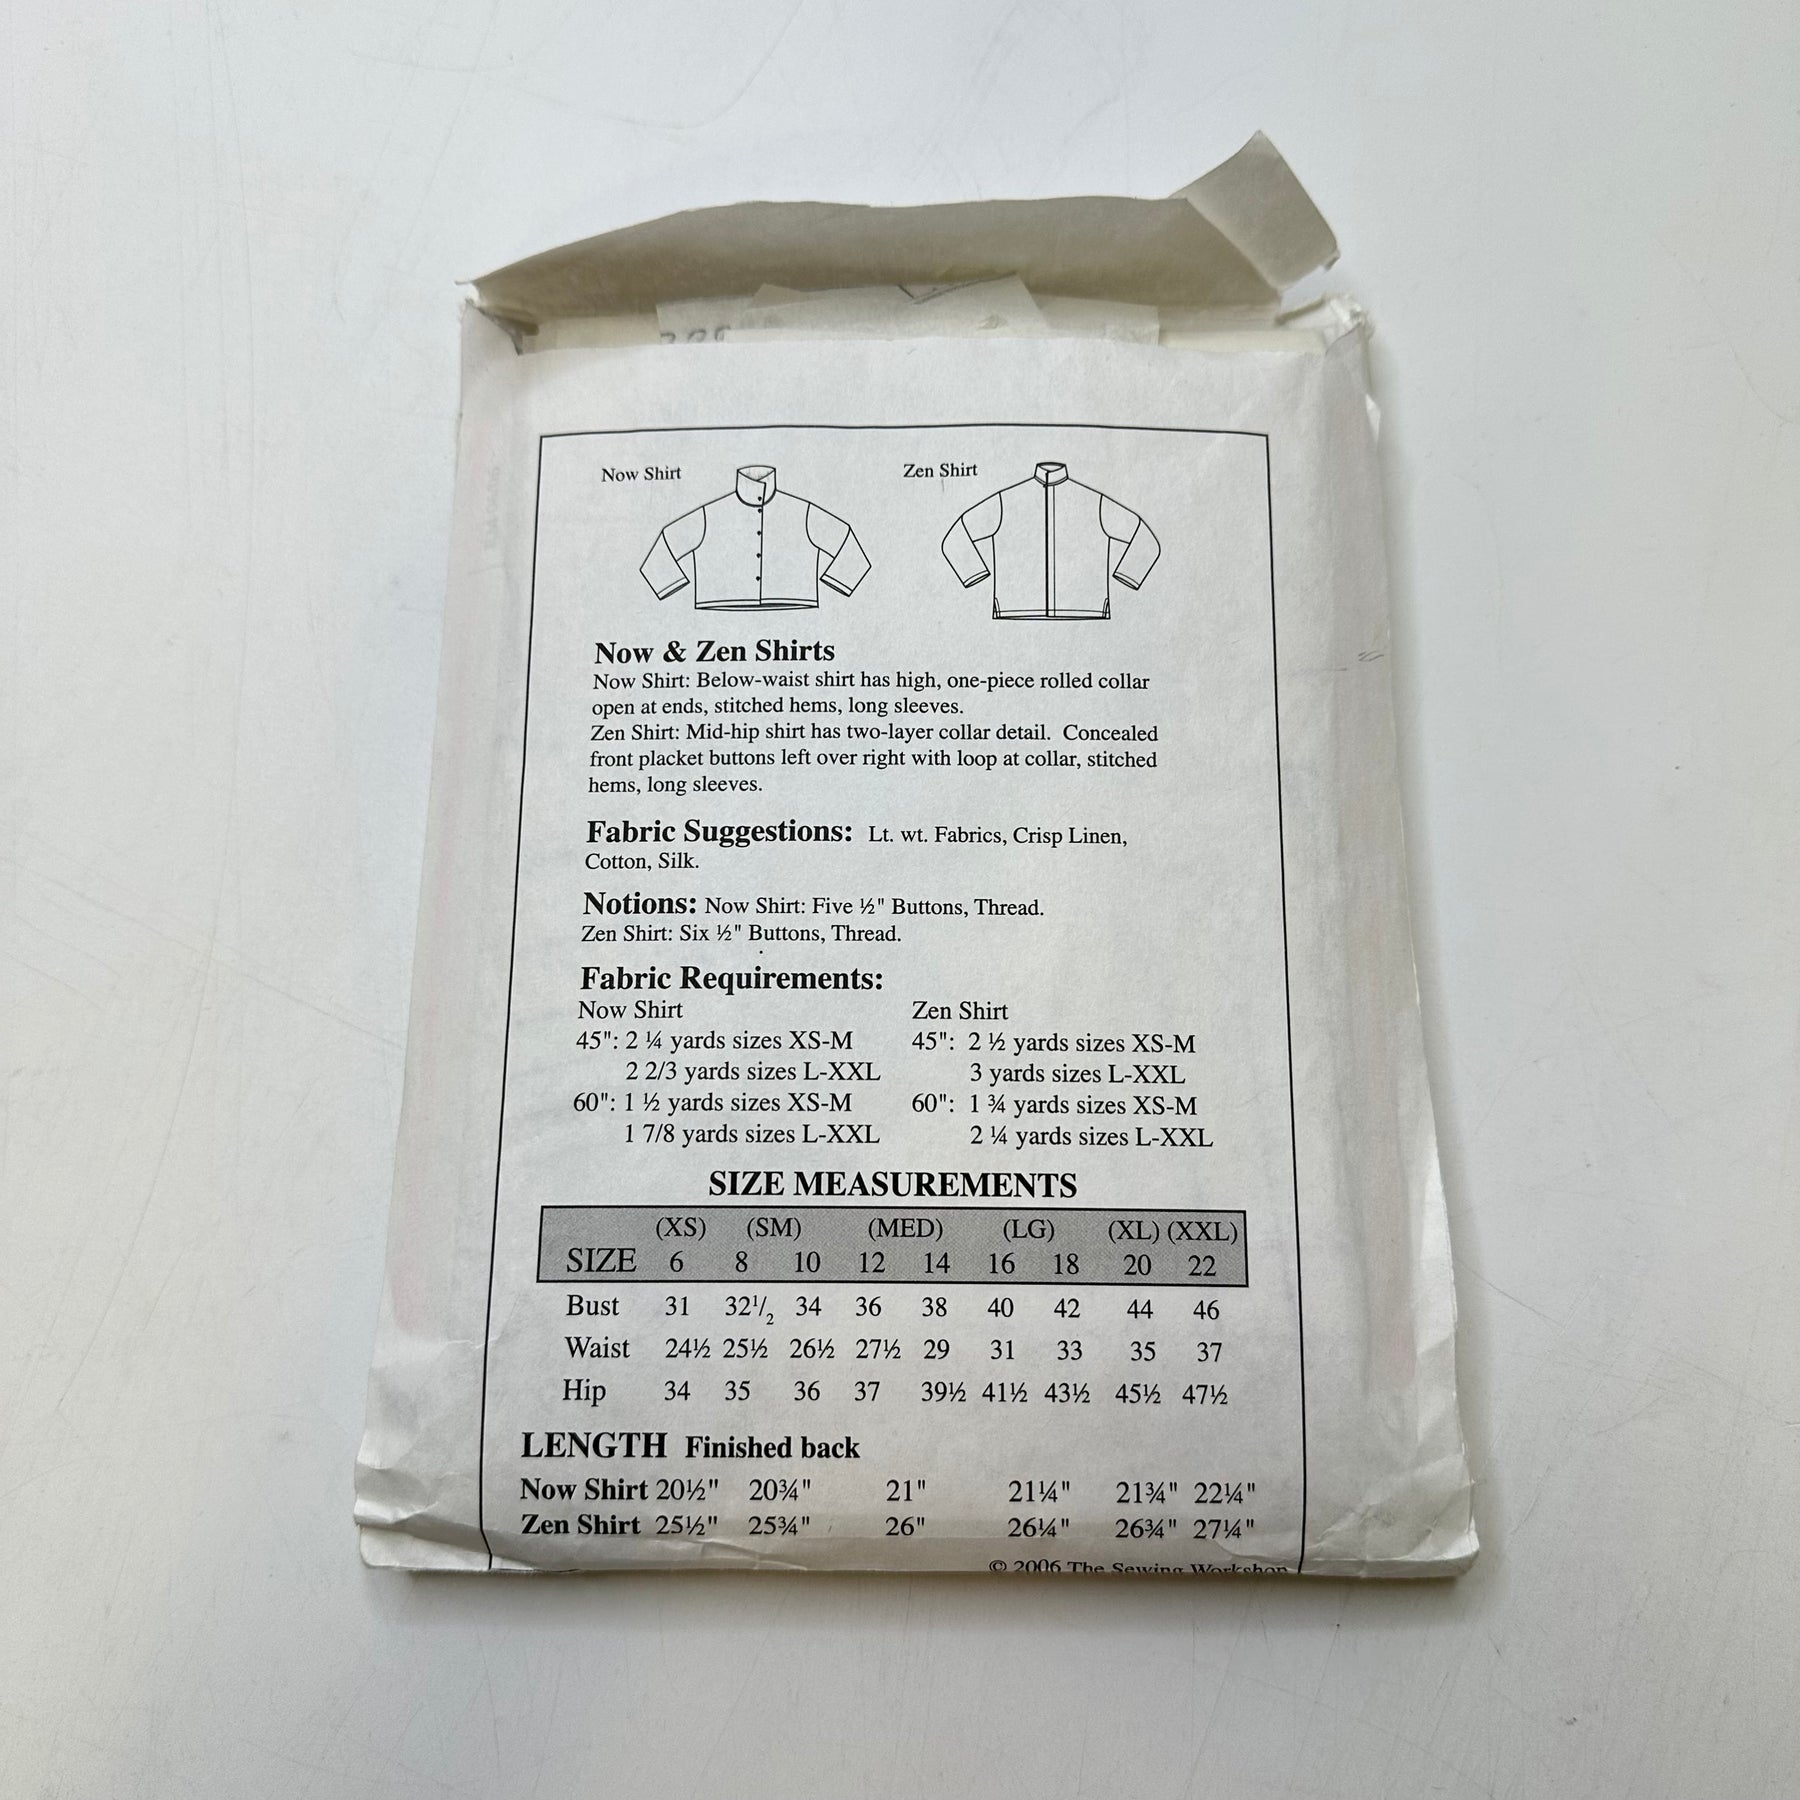 Now Shirt
Zen Shirt
Now & Zen Shirts
Now Shirt: Below-waist shirt has high, one-piece rolled collar
open at ends, stitched hems, long sleeves.
Zen Shirt: Mid-hip shirt has two-layer collar detail.  Concealed
front placket buttons left over right with loop at collar, stitched
hems, long sleeves.
Fabric Suggestions: Lt. wt. Fabrics, Crisp Linen,
Cotton, Silk.
Notions: Now Shirt: Five ½" Buttons, Thread.
Zen Shirt: Six ½" Buttons, Thread.
Fabric Requirements:
Now Shirt Zen Shirt
45": 2 ¼ yards sizes XS-M 45": 2 ½ yards sizes XS-M
2 2/3 yards sizes L-XXL 3 yards sizes L-XXL
60": 1 ½ yards sizes XS-M 60": 1 ¾ yards sizes XS-M
1 7/8 yards sizes L-XXL 2 ¼ yards sizes L-XXL
SIZE MEASUREMENTS
(XS) (SM) (MED) (LG) (XL) (XXL)
SIZE 6 8 10 12 14 16 18 20 22
Bust 31 32½ 34 36 38 40 42 44 46
Waist 24½ 25½ 26½ 27½ 29 31 33 35 37
Hip 34 35 36 37 39½ 41½ 43½ 45½ 47½
LENGTH Finished back
Now Shirt 20½" 20¾" 21" 21¼" 21¾" 22¼"
Zen Shirt 25½" 25¾" 26" 26¼" 26¾" 27¼"
© 2006 The Sewing Workshop